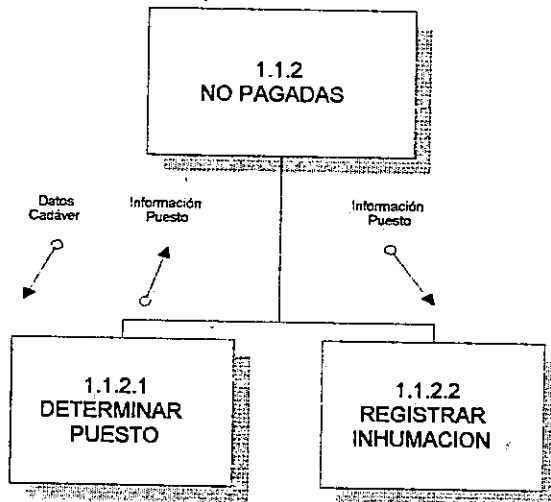 1.1.2
NO PAGADAS
Datos
Cadáver
Información
Puesto
Información
Puesto
1.1.2.1
DETERMINAR
PUESTO
1.1.2.2
REGISTRAR
INHUMACION